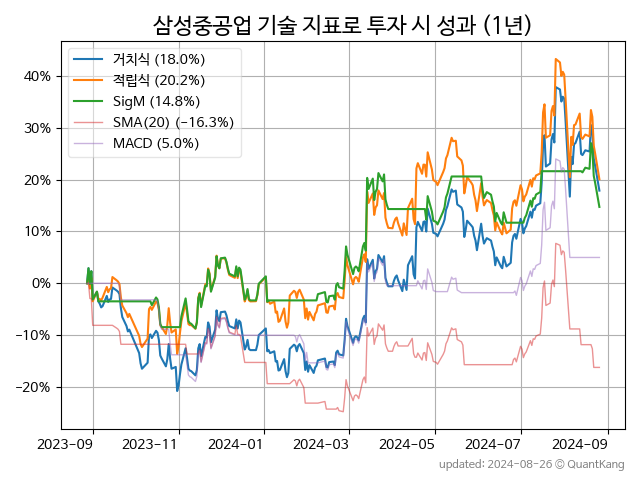 삼성중공업 기술 지표로 투자 시 성과 (1년)
거치식 (18.0%)
적립식 (20.2%)
SigM (14.8%)
SMA(20) (−16.3%)
MACD (5.0%)
40%
30%
20%
10%
0%
−10%
−20%
2023-09 2023-11 2024-01 2024-03 2024-05 2024-07 2024-09
updated: 2024-08-26 © QuantKang